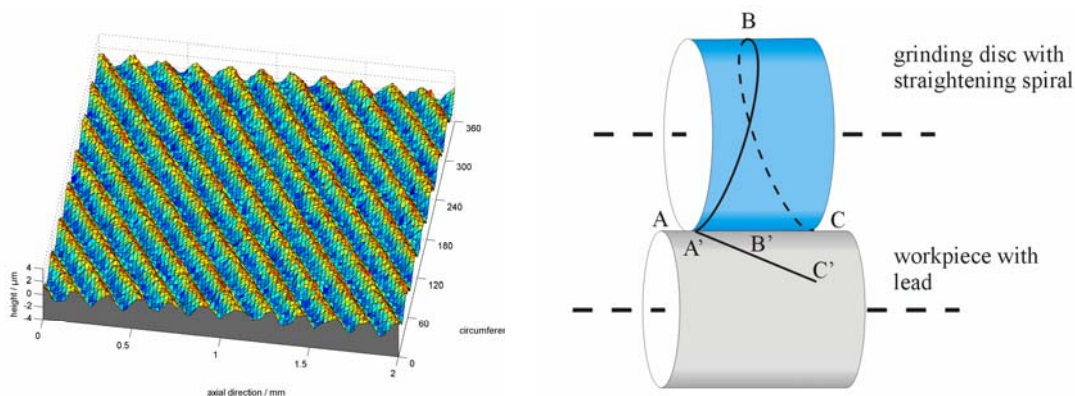 360
300
240
180
120
60
0
circumfere
4
2
0
-2
-4
height / µm
0
0.5
1
1.5
2
axial direction / mm
B
grinding disc with
straightening spiral
A
C
A'
B'
C'
workpiece with
lead